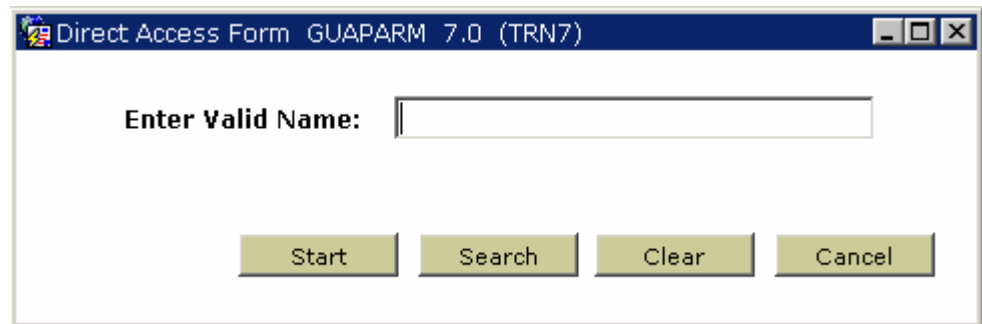 Direct Access Form  GUAPARM  7.0  (TRN7)
Enter Valid Name:
Start Search Clear Cancel